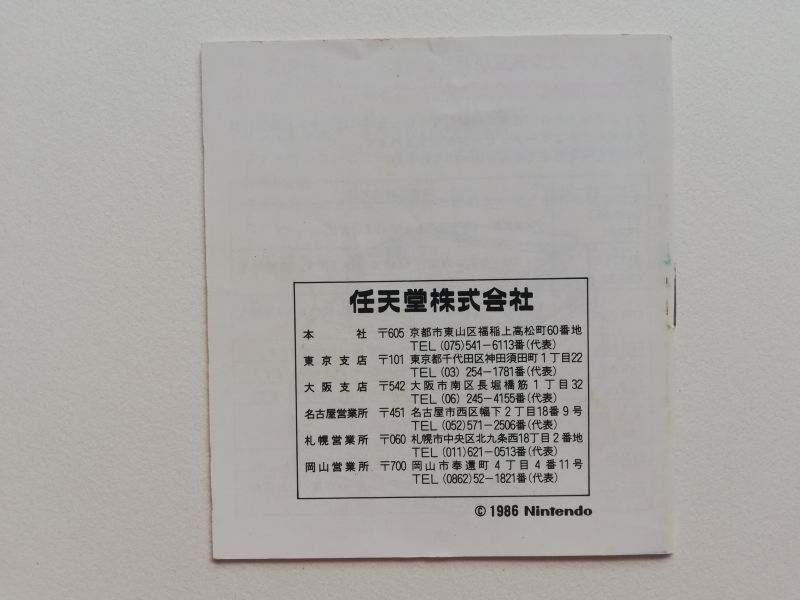 任天堂株式会社
本 社 〒605 京都市東山区福稲上高松町60番地
TEL (075)541-6113番(代表)
東京支店 〒101 東京都千代田区神田須田町1丁目22
TEL (03) 254-1781番(代表)
大阪支店 〒542 大阪市南区長堀橋筋1丁目32
TEL (06) 245-4155番(代表)
名古屋営業所 〒451 名古屋市西区幅下2丁目18番9号
TEL (052)571-2506番(代表)
札幌営業所 〒060 札幌市中央区北九条西18丁目2番地
TEL (011)621-0513番(代表)
岡山営業所 〒700 岡山市奉還町4丁目4番11号
TEL (0862)52-1821番(代表)
© 1986 Nintendo